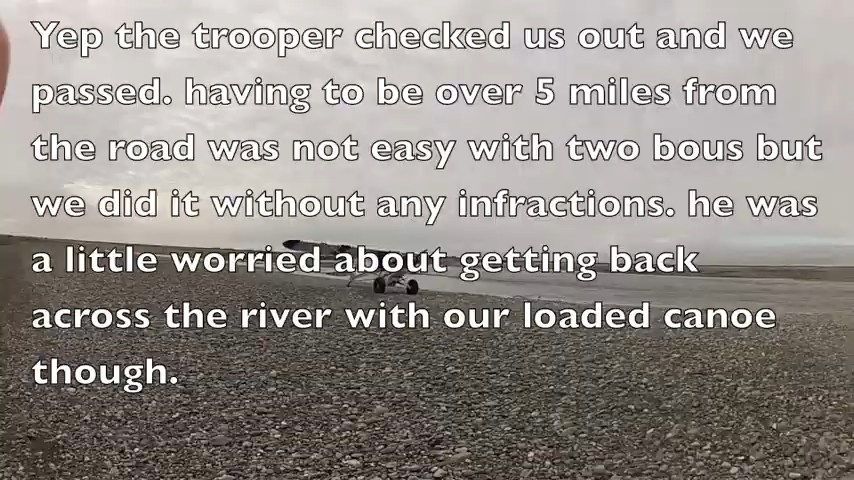 Yep the trooper checked us out and we
passed. having to be over 5 miles from
the road was not easy with two bous but
we did it without any infractions. he was
a little worried about getting back
across the river with our loaded canoe
though.